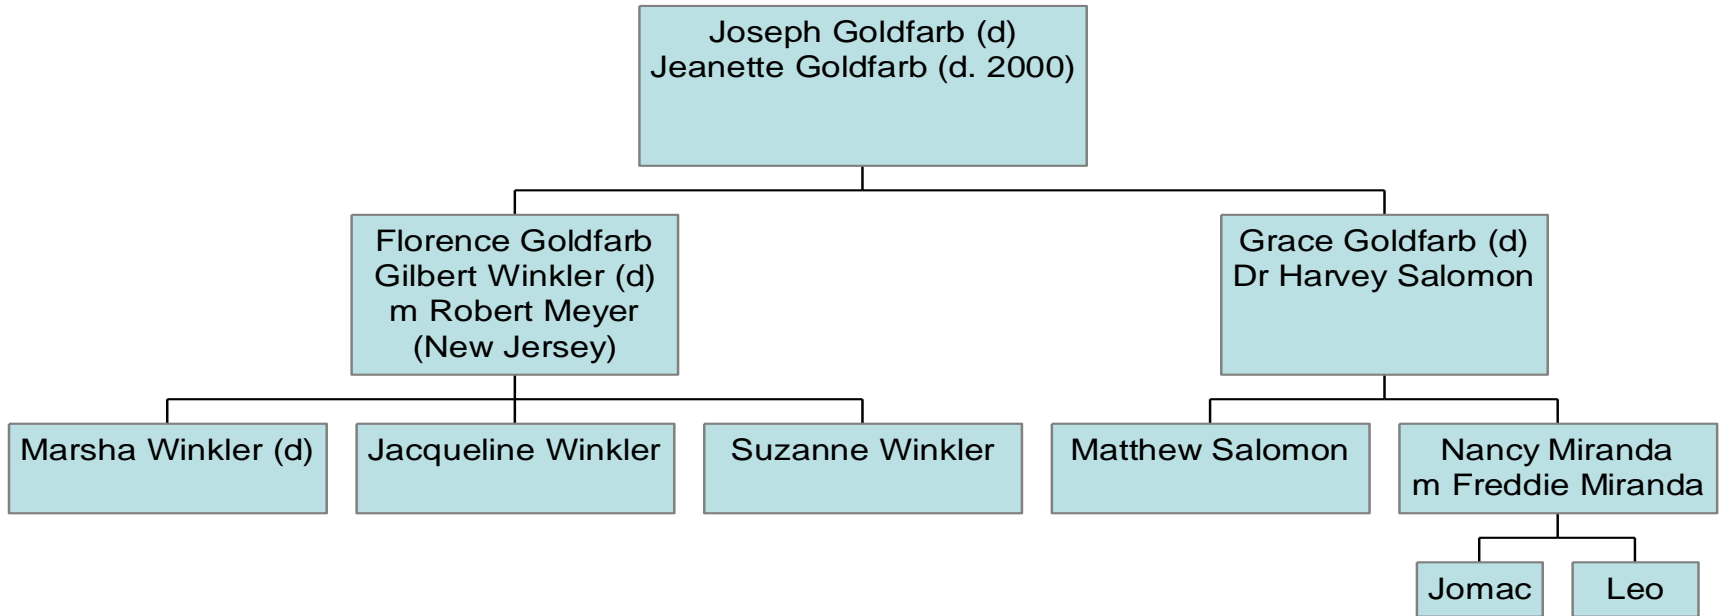 Joseph Goldfarb (d)
Jeanette Goldfarb (d. 2000)
Florence Goldfarb
Gilbert Winkler (d)
m Robert Meyer
(New Jersey)
Grace Goldfarb (d)
Dr Harvey Salomon
Marsha Winkler (d)
Jacqueline Winkler
Suzanne Winkler
Matthew Salomon
Nancy Miranda
m Freddie Miranda
Jomac
Leo